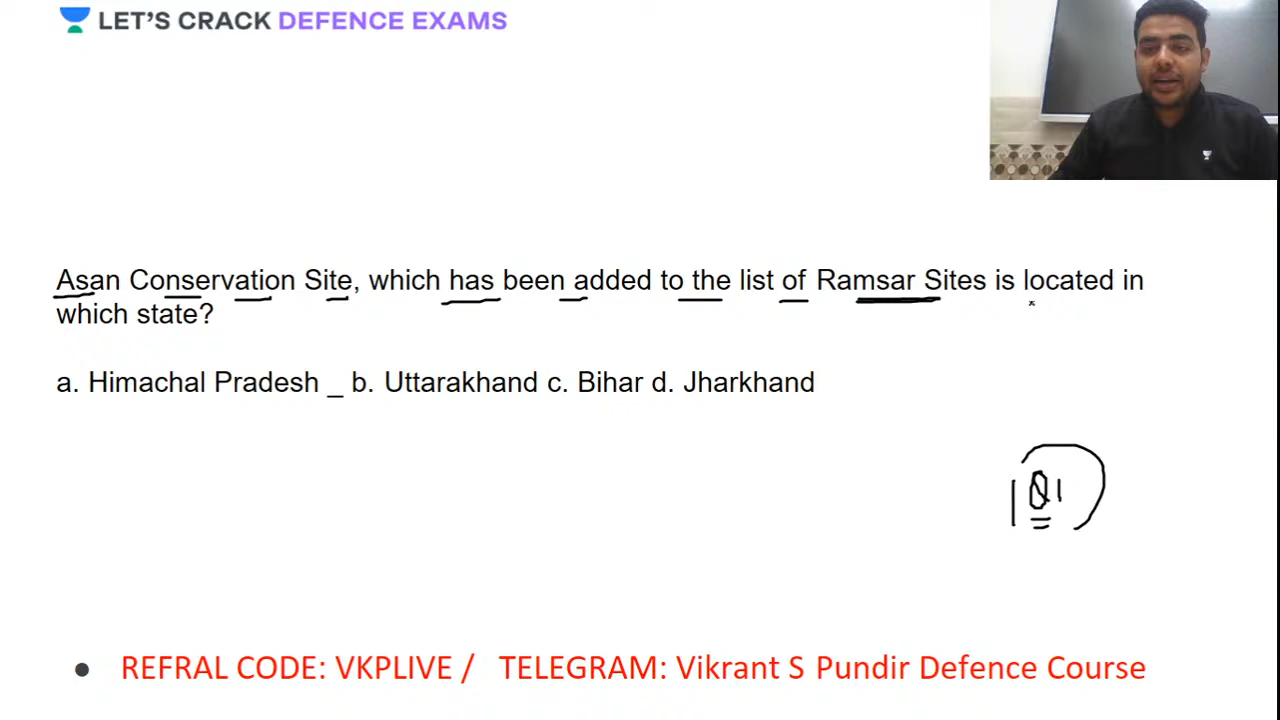 LET'S CRACK DEFENCE EXAMS
Asan Conservation Site, which has been added to the list of Ramsar Sites is located in
which state?
a. Himachal Pradesh _ b. Uttarakhand c. Bihar d. Jharkhand
REFRAL CODE: VKPLIVE / TELEGRAM: Vikrant S Pundir Defence Course